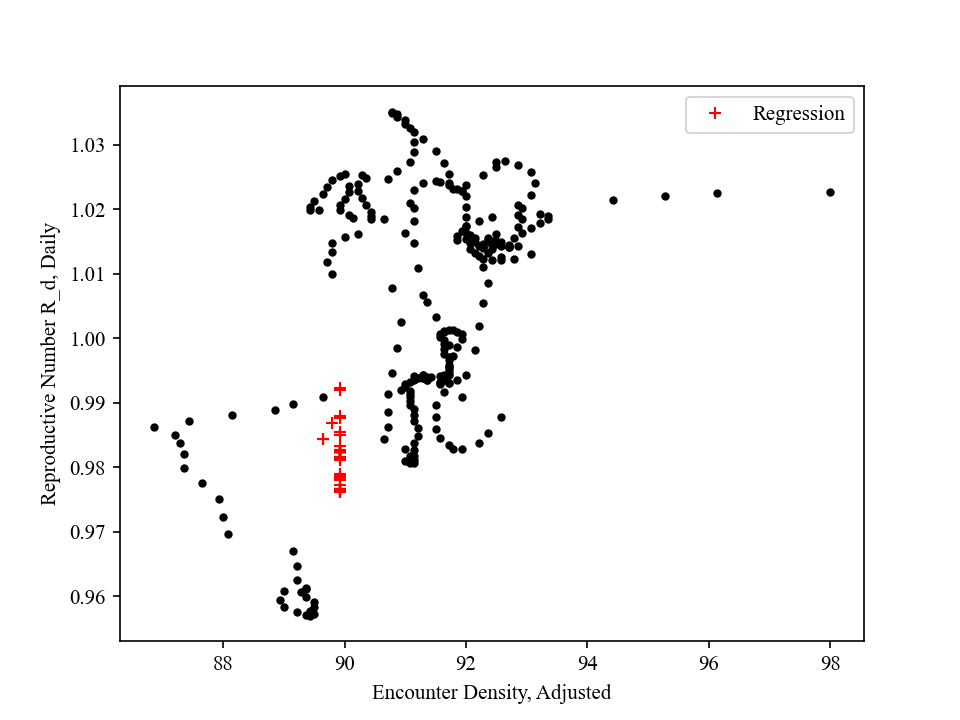 Regression
Reproductive Number R_d, Daily
1.03
1.02
1.01
1.00
0.99
0.98
0.97
0.96
88 90 92 94 96 98
Encounter Density, Adjusted